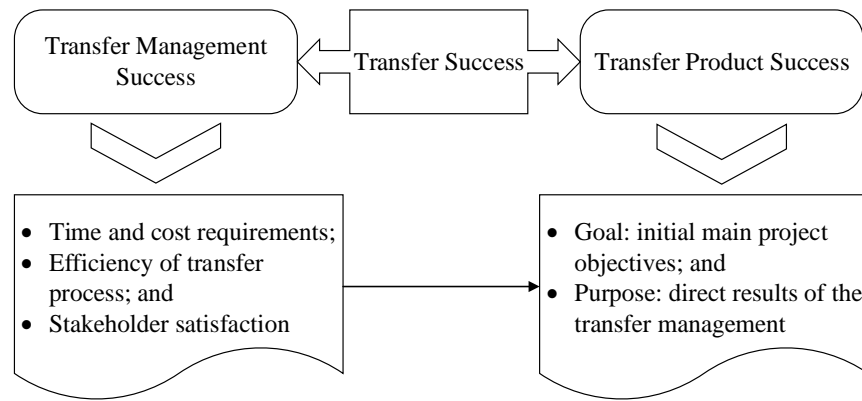 Transfer Management
Success
Transfer Success
Transfer Product Success
• Time and cost requirements;
• Efficiency of transfer
process; and
• Stakeholder satisfaction
• Goal: initial main project
objectives; and
• Purpose: direct results of the
transfer management